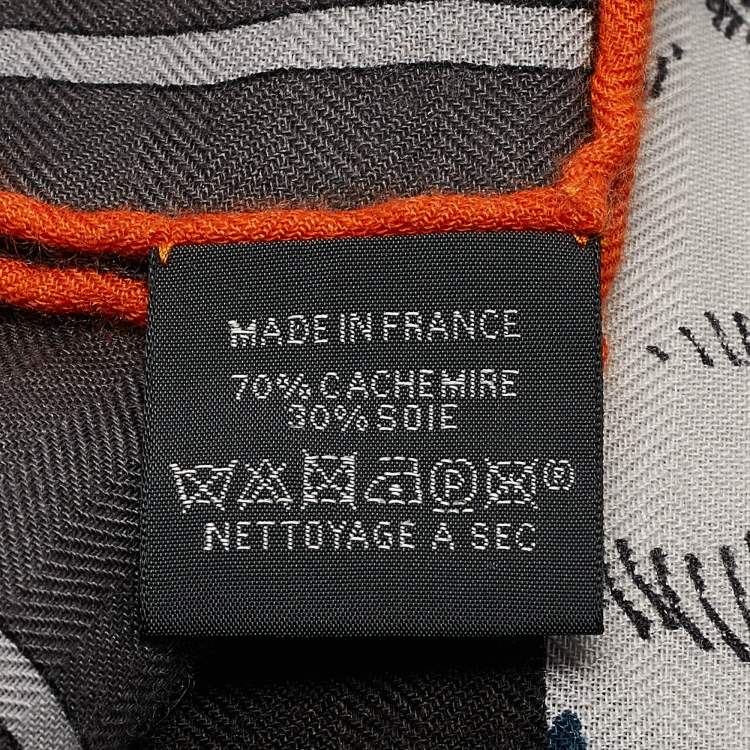 MADE IN FRANCE
70% CACHEMIRE
30% SOIE
P ®
NETTOYAGE A SEC